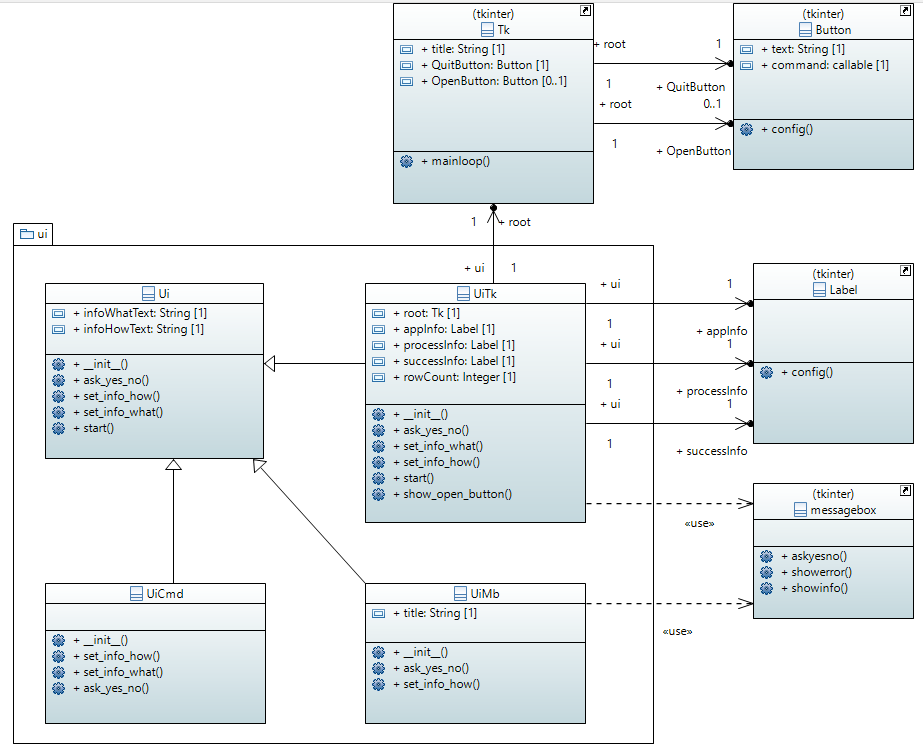 (tkinter)
Tk
+ title: String [1]
+ QuitButton: Button [1]
+ OpenButton: Button [0..1]
+ mainloop()
(tkinter)
Button
+ text: String [1]
+ command: callable [1]
+ config()
+ root
1
1
+ QuitButton
+ root
0..1
1
+ OpenButton
1
+ root
+ ui
1
ui
Ui
+ infoWhatText: String [1]
+ infoHowText: String [1]
+ __init__()
+ ask_yes_no()
+ set_info_how()
+ set_info_what()
+ start()
UiTk
+ root: Tk [1]
+ appInfo: Label [1]
+ processInfo: Label [1]
+ successInfo: Label [1]
+ rowCount: Integer [1]
+ __init__()
+ ask_yes_no()
+ set_info_what()
+ set_info_how()
+ start()
+ show_open_button()
+ ui
1
1
+ appInfo
+ ui
1
1
+ processInfo
+ ui
1
1
+ successInfo
(tkinter)
Label
+ config()
«use»
(tkinter)
messagebox
+ askyesno()
+ showerror()
+ showinfo()
UiCmd
+ __init__()
+ set_info_how()
+ set_info_what()
+ ask_yes_no()
UiMb
+ title: String [1]
+ __init__()
+ ask_yes_no()
+ set_info_how()
«use»